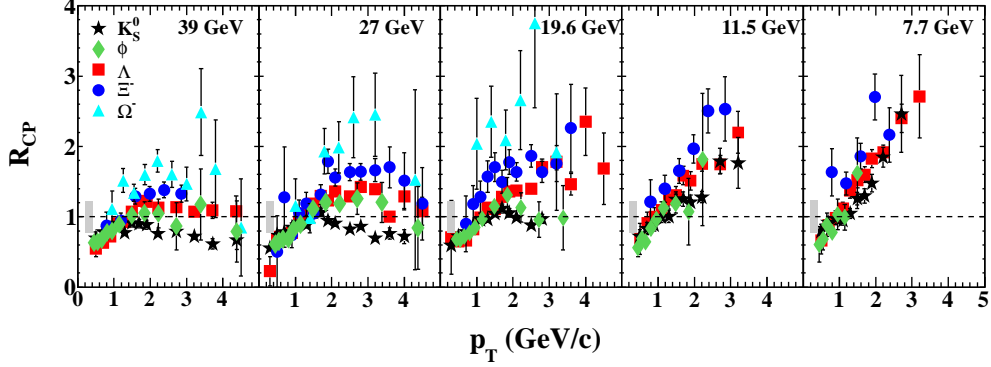 39 GeV 27 GeV 19.6 GeV 11.5 GeV 7.7 GeV
K⁰_S
ϕ
Λ
Ξ⁻
Ω⁻
R_CP
4
3
2
1
0
0 1 2 3 4 1 2 3 4 1 2 3 4 1 2 3 4 1 2 3 4 5
p_T (GeV/c)